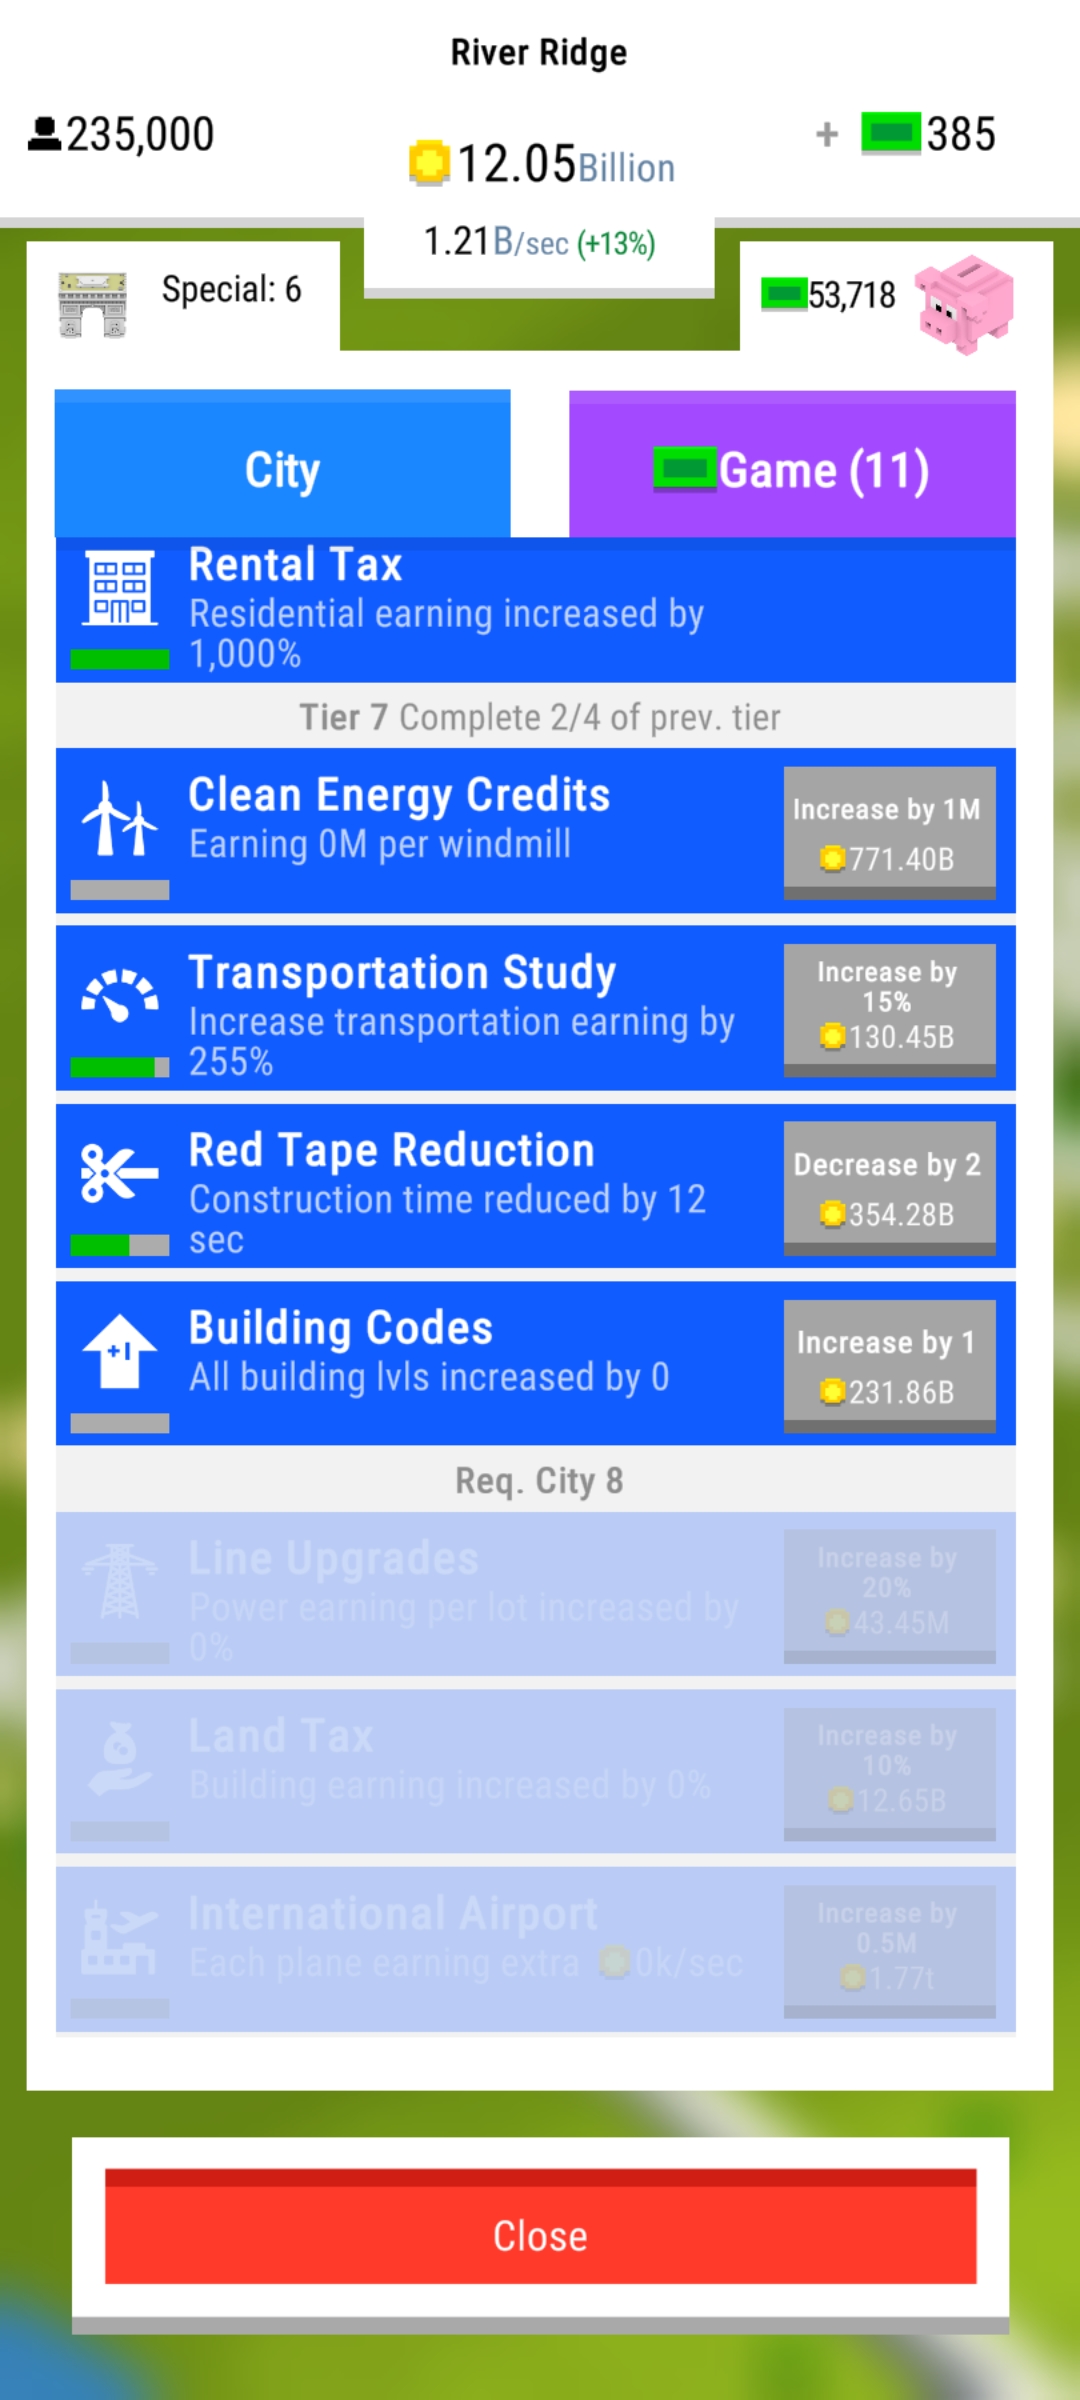 River Ridge
235,000
12.05Billion
+ 385
1.21B/sec (+13%)
Special: 6
53,718
City
Game (11)
Rental Tax
Residential earning increased by
1,000%
Tier 7 Complete 2/4 of prev. tier
Clean Energy Credits
Earning 0M per windmill
Increase by 1M
771.40B
Transportation Study
Increase transportation earning by
255%
Increase by
15%
130.45B
Red Tape Reduction
Construction time reduced by 12
sec
Decrease by 2
354.28B
+1
Building Codes
All building lvls increased by 0
Increase by 1
231.86B
Req. City 8
Line Upgrades
Power earning per lot increased by
0%
Increase by
20%
43.45M
Land Tax
Building earning increased by 0%
Increase by
10%
12.65B
International Airport
Each plane earning extra 0k/sec
Increase by
0.5M
1.77t
Close